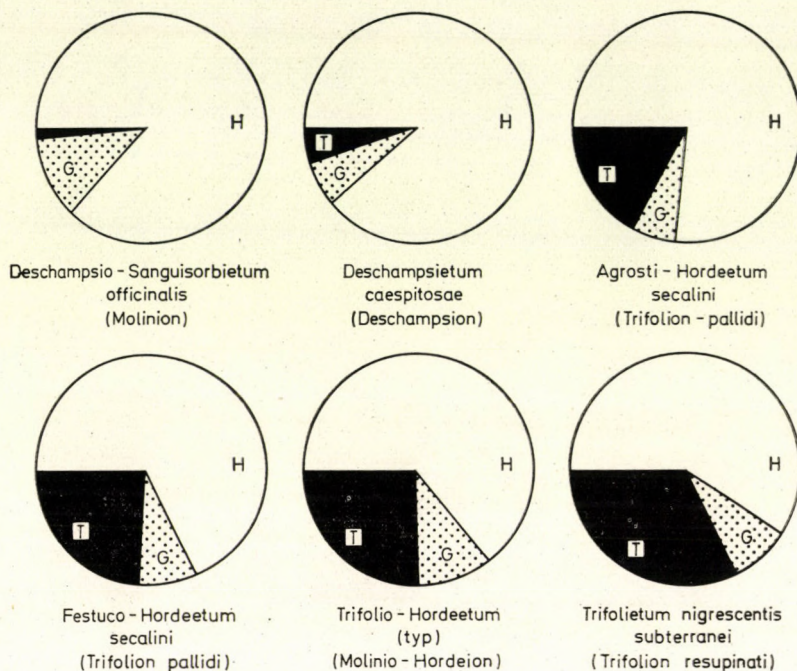 H
G
Deschampsio - Sanguisorbietum
officinalis
(Molinion)
H
T
G
Deschampsietum
caespitosae
(Deschampsion)
H
T
G
Agrosti - Hordeetum
secalini
(Trifolion - pallidi)
H
T
G
Festuco - Hordeetum
secalini
(Trifolion pallidi)
H
T
G
Trifolio - Hordeetum
(typ)
(Molinio - Hordeion)
H
T
G
Trifolietum nigrescentis
subterranei
(Trifolion resupinati)